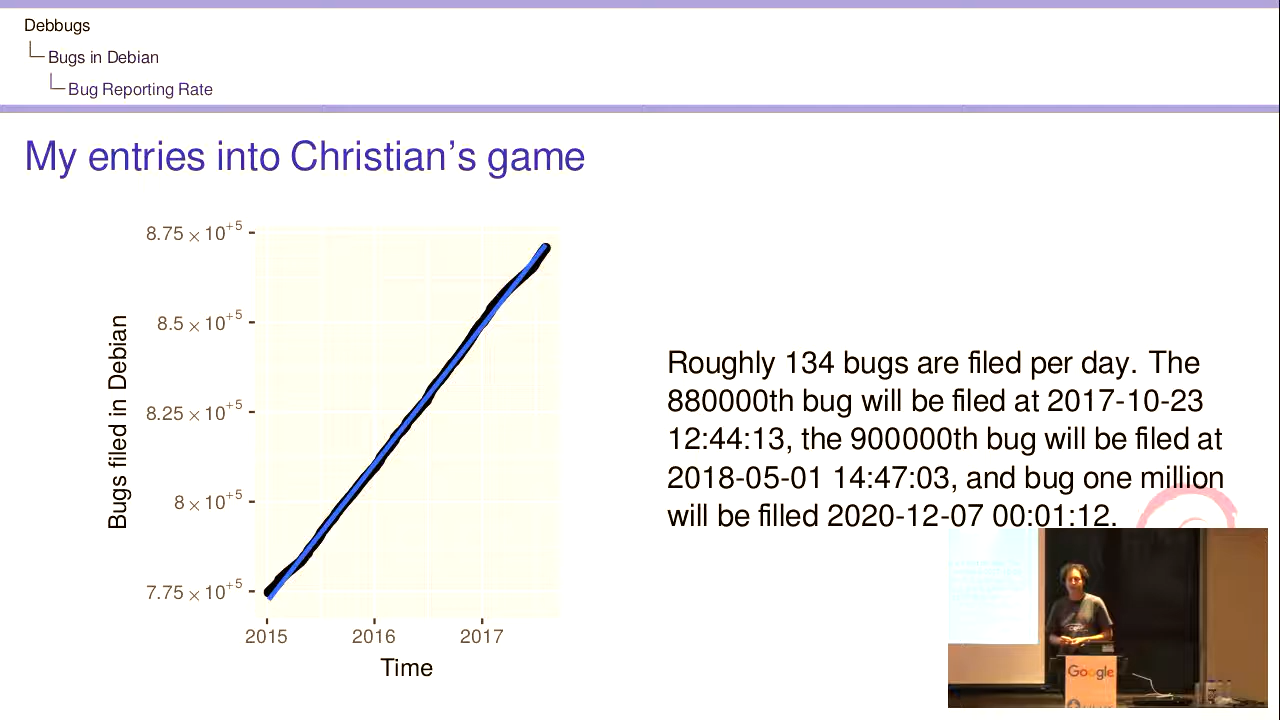 Debbugs
Bugs in Debian
Bug Reporting Rate
My entries into Christian's game
8.75 × 10+5
8.5 × 10+5
8.25 × 10+5
8 × 10+5
7.75 × 10+5
Bugs filed in Debian
2015 2016 2017
Time
Roughly 134 bugs are filed per day. The
880000th bug will be filed at 2017-10-23
12:44:13, the 900000th bug will be filed at
2018-05-01 14:47:03, and bug one million
will be filled 2020-12-07 00:01:12.
Google